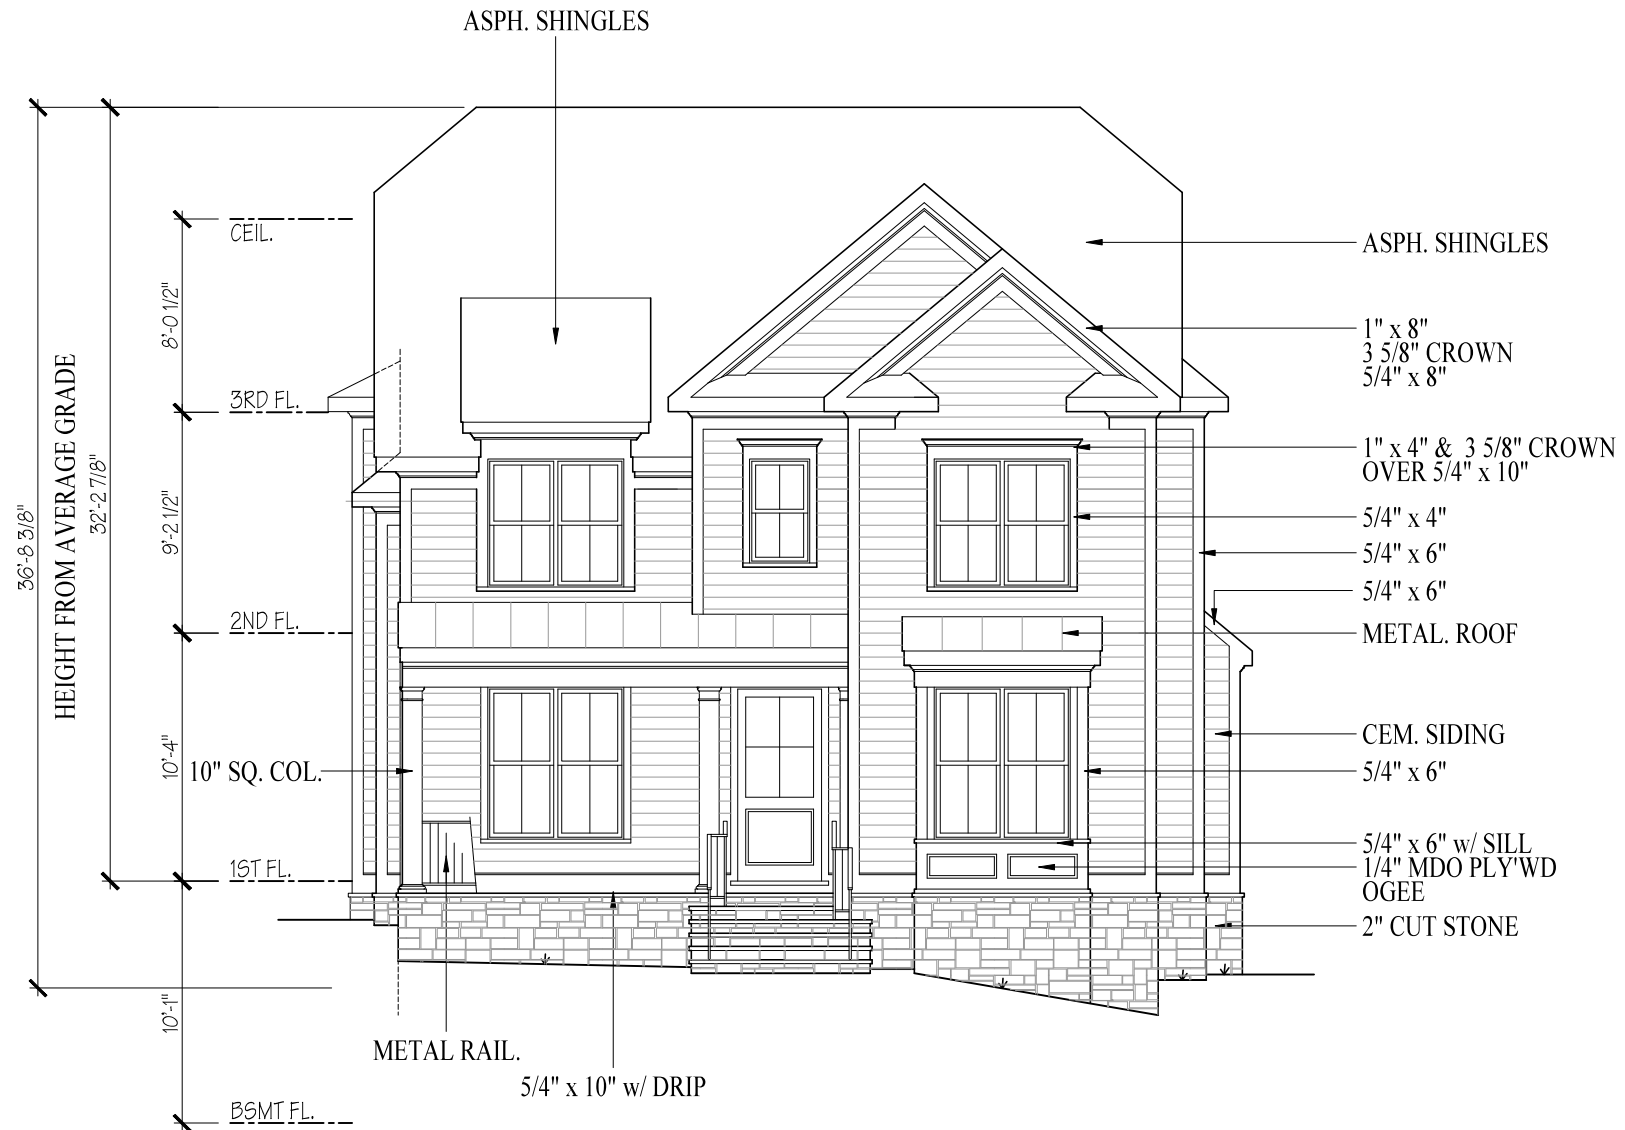 ASPH. SHINGLES
CEIL.
ASPH. SHINGLES
8'-0 1/2"
1" x 8"
3 5/8" CROWN
5/4" x 8"
3RD FL.
HEIGHT FROM AVERAGE GRADE
36'-8 3/8"
32'-2 7/8"
9'-2 1/2"
1" x 4" & 3 5/8" CROWN
OVER 5/4" x 10"
5/4" x 4"
5/4" x 6"
5/4" x 6"
2ND FL.
METAL. ROOF
10'-4"
10" SQ. COL.
CEM. SIDING
5/4" x 6"
5/4" x 6" w/ SILL
1ST FL.
1/4" MDO PLY'WD
OGEE
2" CUT STONE
10'-1"
METAL RAIL.
5/4" x 10" w/ DRIP
BSMT FL.